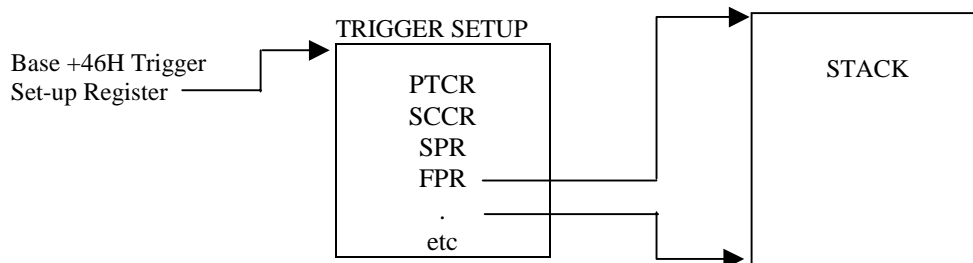 TRIGGER SETUP
Base +46H Trigger
Set-up Register
PTCR
SCCR
SPR
FPR
.
etc
STACK